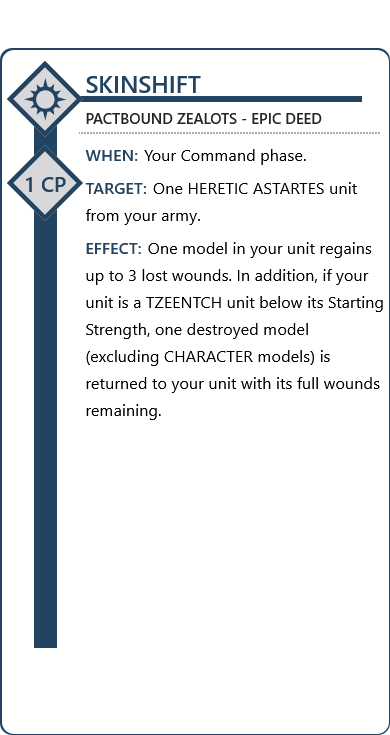 SKINSHIFT
PACTBOUND ZEALOTS - EPIC DEED
WHEN: Your Command phase.
1 CP
TARGET: One HERETIC ASTARTES unit
from your army.
EFFECT: One model in your unit regains
up to 3 lost wounds. In addition, if your
unit is a TZEENTCH unit below its Starting
Strength, one destroyed model
(excluding CHARACTER models) is
returned to your unit with its full wounds
remaining.